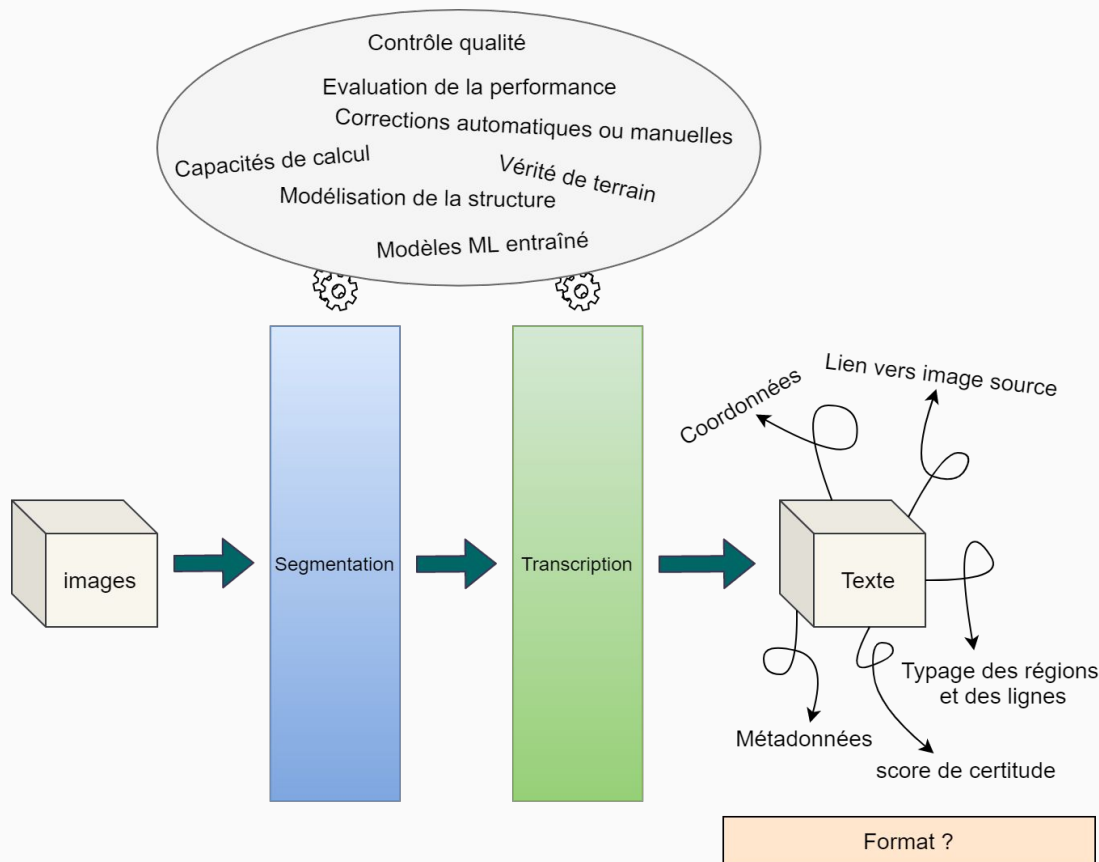 Contrôle qualité
Evaluation de la performance
Corrections automatiques ou manuelles
Capacités de calcul
Vérité de terrain
Modélisation de la structure
Modèles ML entraîné
Lien vers image source
Coordonnées
images
Segmentation
Transcription
Texte
Typage des régions
et des lignes
Métadonnées
score de certitude
Format ?